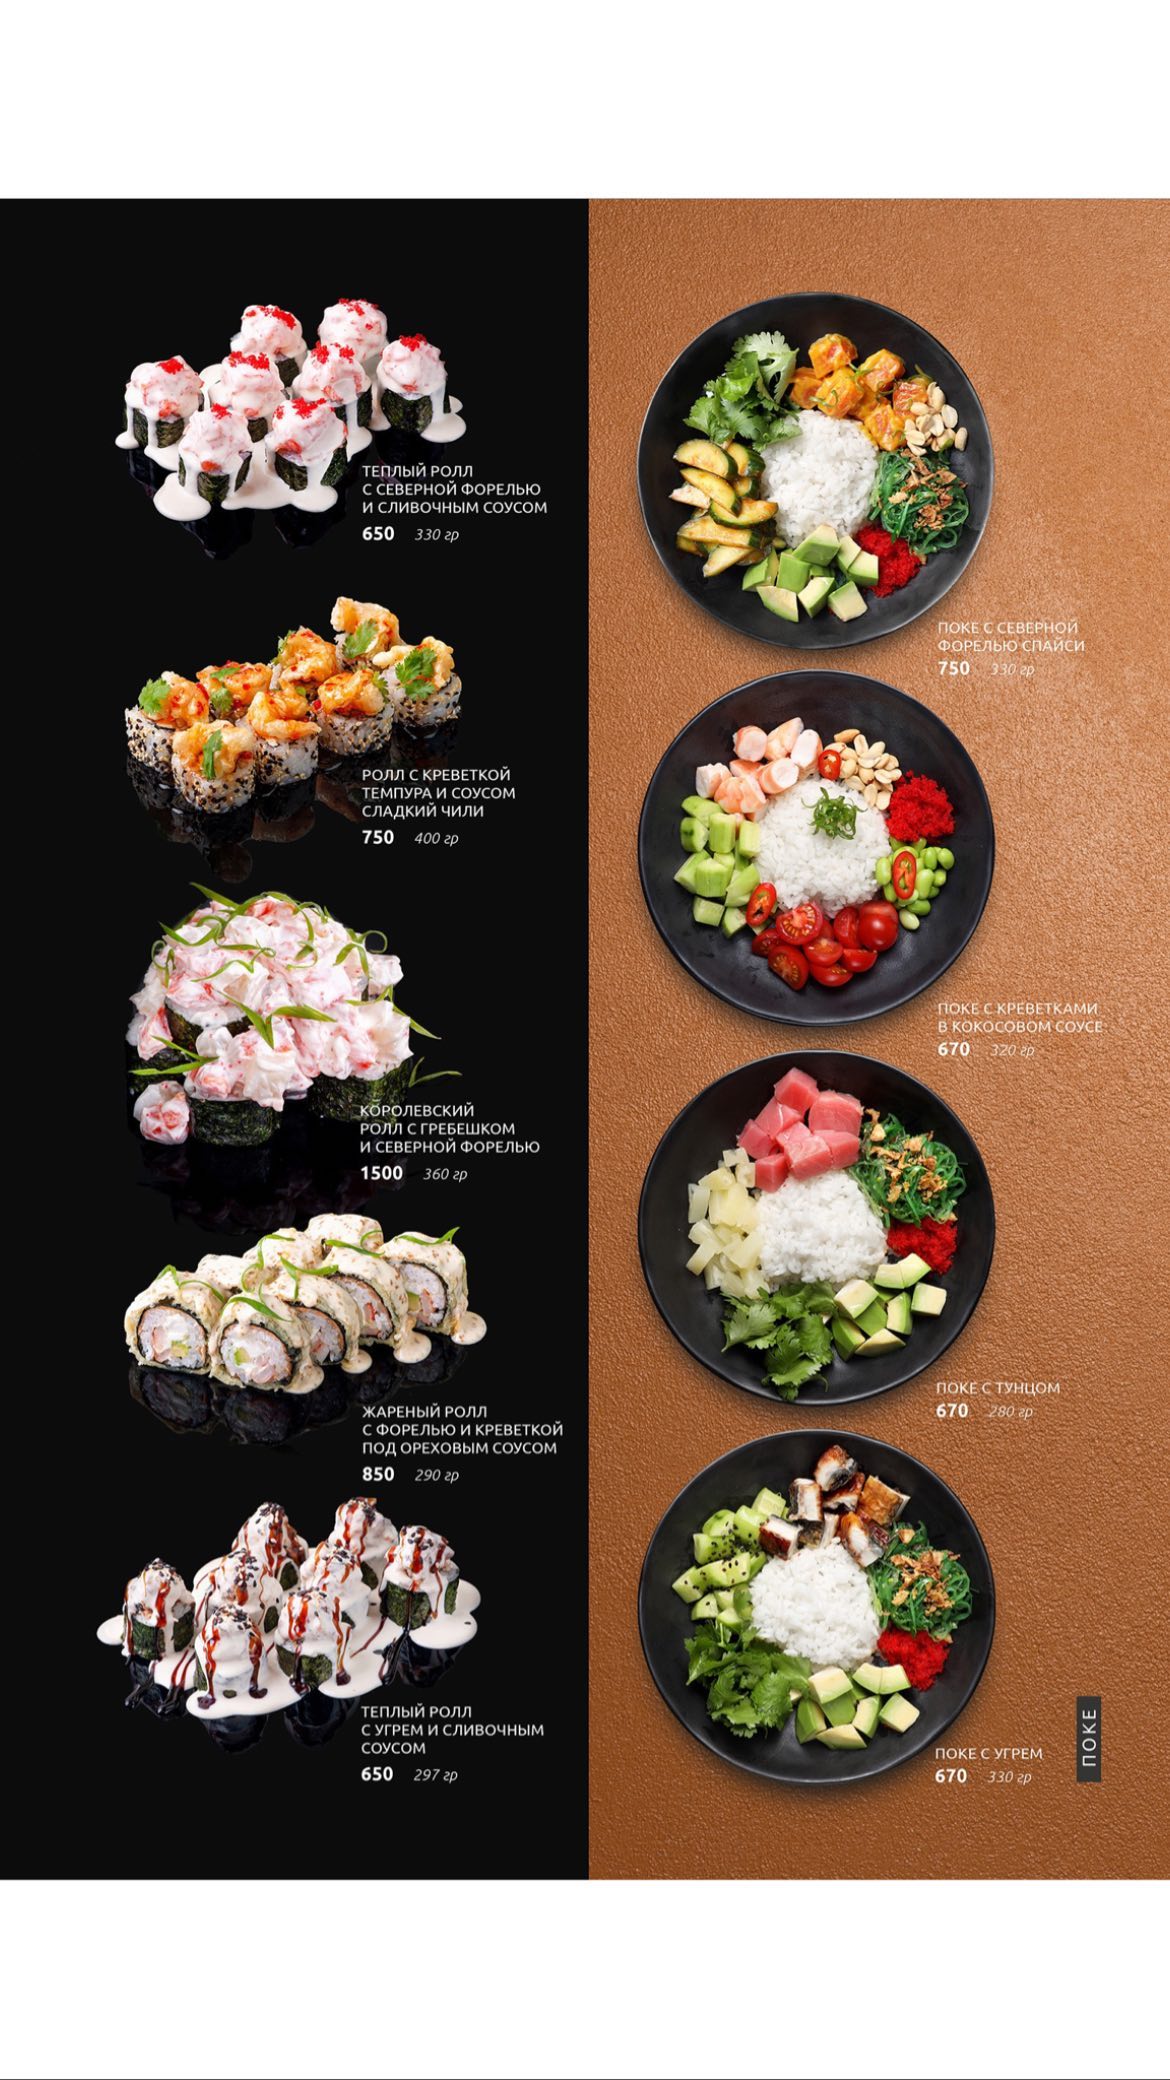 ТЕПЛЫЙ РОЛЛ
С СЕВЕРНОЙ ФОРЕЛЬЮ
И СЛИВОЧНЫМ СОУСОМ
650 330 гр
РОЛЛ С КРЕВЕТКОЙ
ТЕМПУРА И СОУСОМ
СЛАДКИЙ ЧИЛИ
750 400 гр
КОРОЛЕВСКИЙ
РОЛЛ С ГРЕБЕШКОМ
И СЕВЕРНОЙ ФОРЕЛЬЮ
1500 360 гр
ЖАРЕНЫЙ РОЛЛ
С ФОРЕЛЬЮ И КРЕВЕТКОЙ
ПОД ОРЕХОВЫМ СОУСОМ
850 290 гр
ТЕПЛЫЙ РОЛЛ
С УГРЕМ И СЛИВОЧНЫМ
СОУСОМ
650 297 гр
ПОКЕ С СЕВЕРНОЙ
ФОРЕЛЬЮ СПАЙСИ
750 330 гр
ПОКЕ С КРЕВЕТКАМИ
В КОКОСОВОМ СОУСЕ
670 320 гр
ПОКЕ С ТУНЦОМ
670 280 гр
ПОКЕ С УГРЕМ
670 330 гр
ПОКЕ